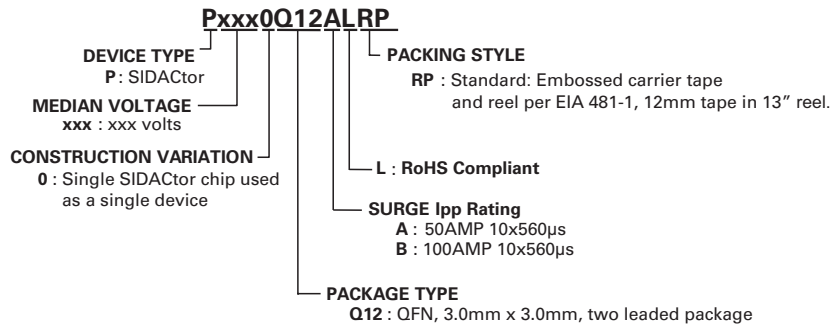 Pxxx0Q12ALRP
DEVICE TYPE
P : SIDACtor
MEDIAN VOLTAGE
xxx : xxx volts
CONSTRUCTION VARIATION
0 : Single SIDACtor chip used
as a single device
PACKING STYLE
RP : Standard: Embossed carrier tape
and reel per EIA 481-1, 12mm tape in 13” reel.
L : RoHS Compliant
SURGE Ipp Rating
A : 50AMP 10x560µs
B : 100AMP 10x560µs
PACKAGE TYPE
Q12 : QFN, 3.0mm x 3.0mm, two leaded package